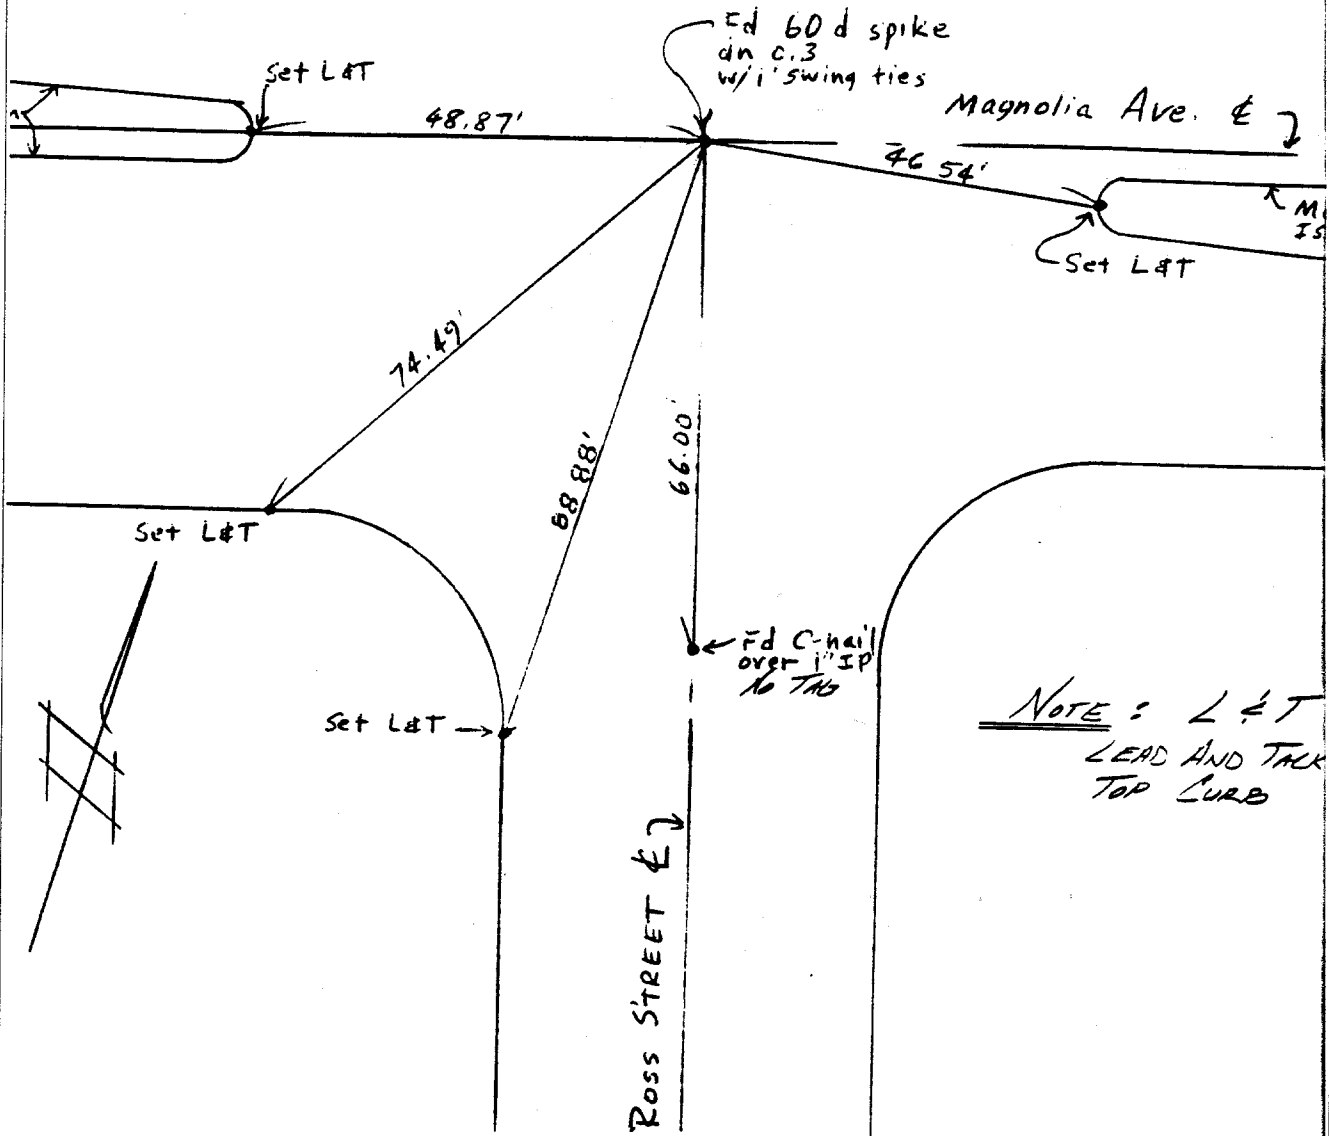 Fd 60 d spike
dn 0.3
w/1' swing ties
Set L&T
48.87'
Magnolia Ave. ℄
46.54'
Set L&T
74.49'
88.88'
66.00'
Set L&T
Fd C-nail
over 1" IP
No TAG
Set L&T →
NOTE : L & T
LEAD AND TACK
TOP CURB
ROSS STREET ℄